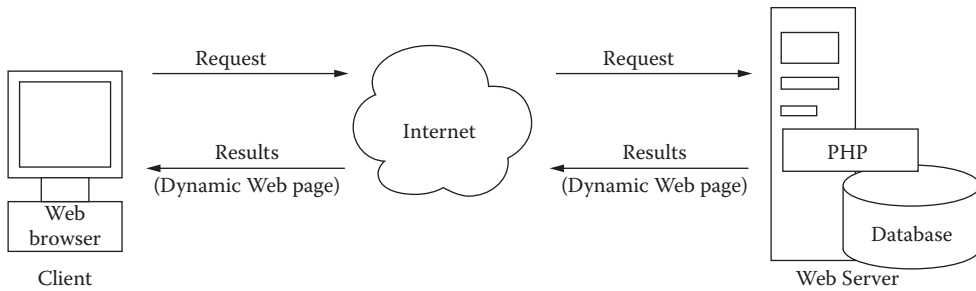 Request
Request
Internet
Results
(Dynamic Web page)
Results
(Dynamic Web page)
PHP
Web
browser
Database
Client
Web Server